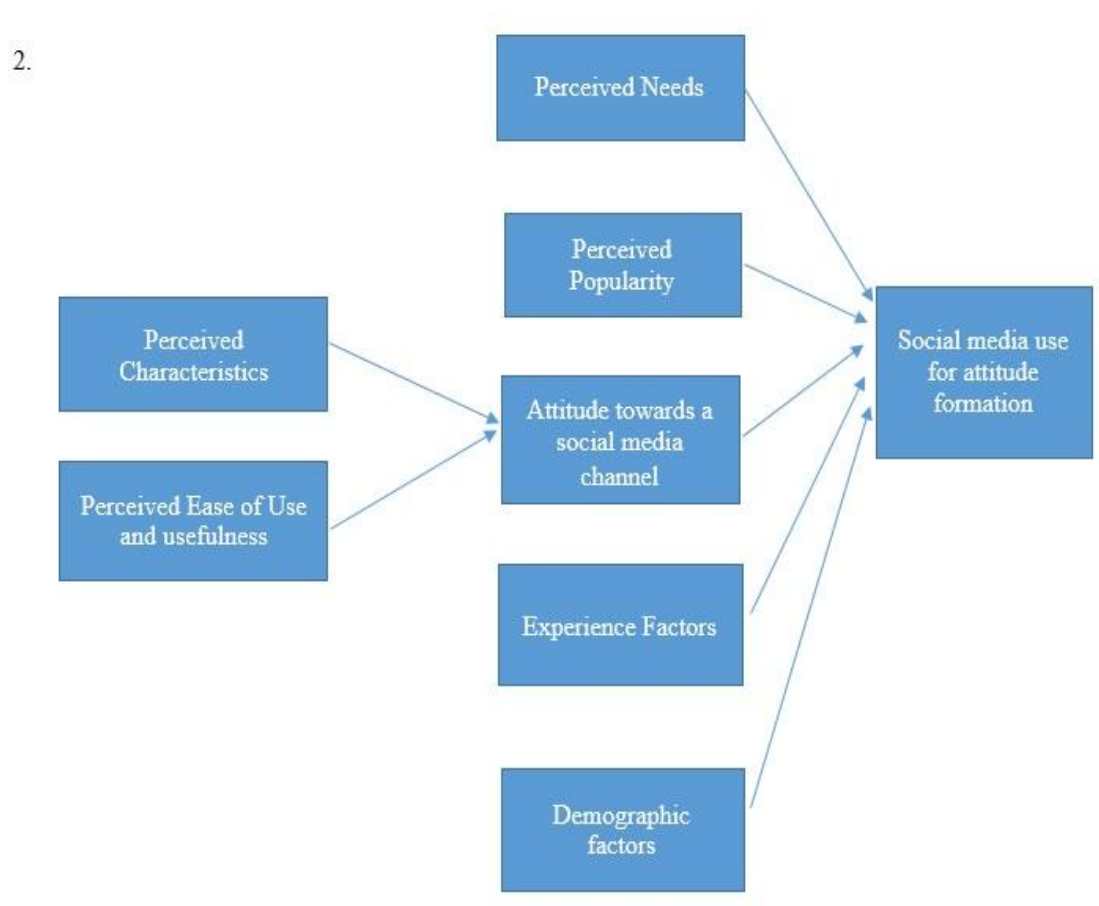 2.
Perceived Needs
Perceived
Popularity
Perceived
Characteristics
Social media use
for attitude
formation
Attitude towards a
social media
channel
Perceived Ease of Use
and usefulness
Experience Factors
Demographic
factors